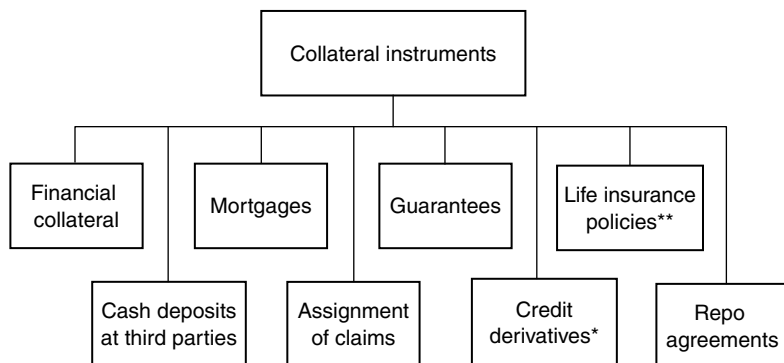 Collateral instruments
Financial
collateral
Mortgages
Guarantees
Life insurance
policies**
Cash deposits
at third parties
Assignment
of claims
Credit
derivatives*
Repo
agreements